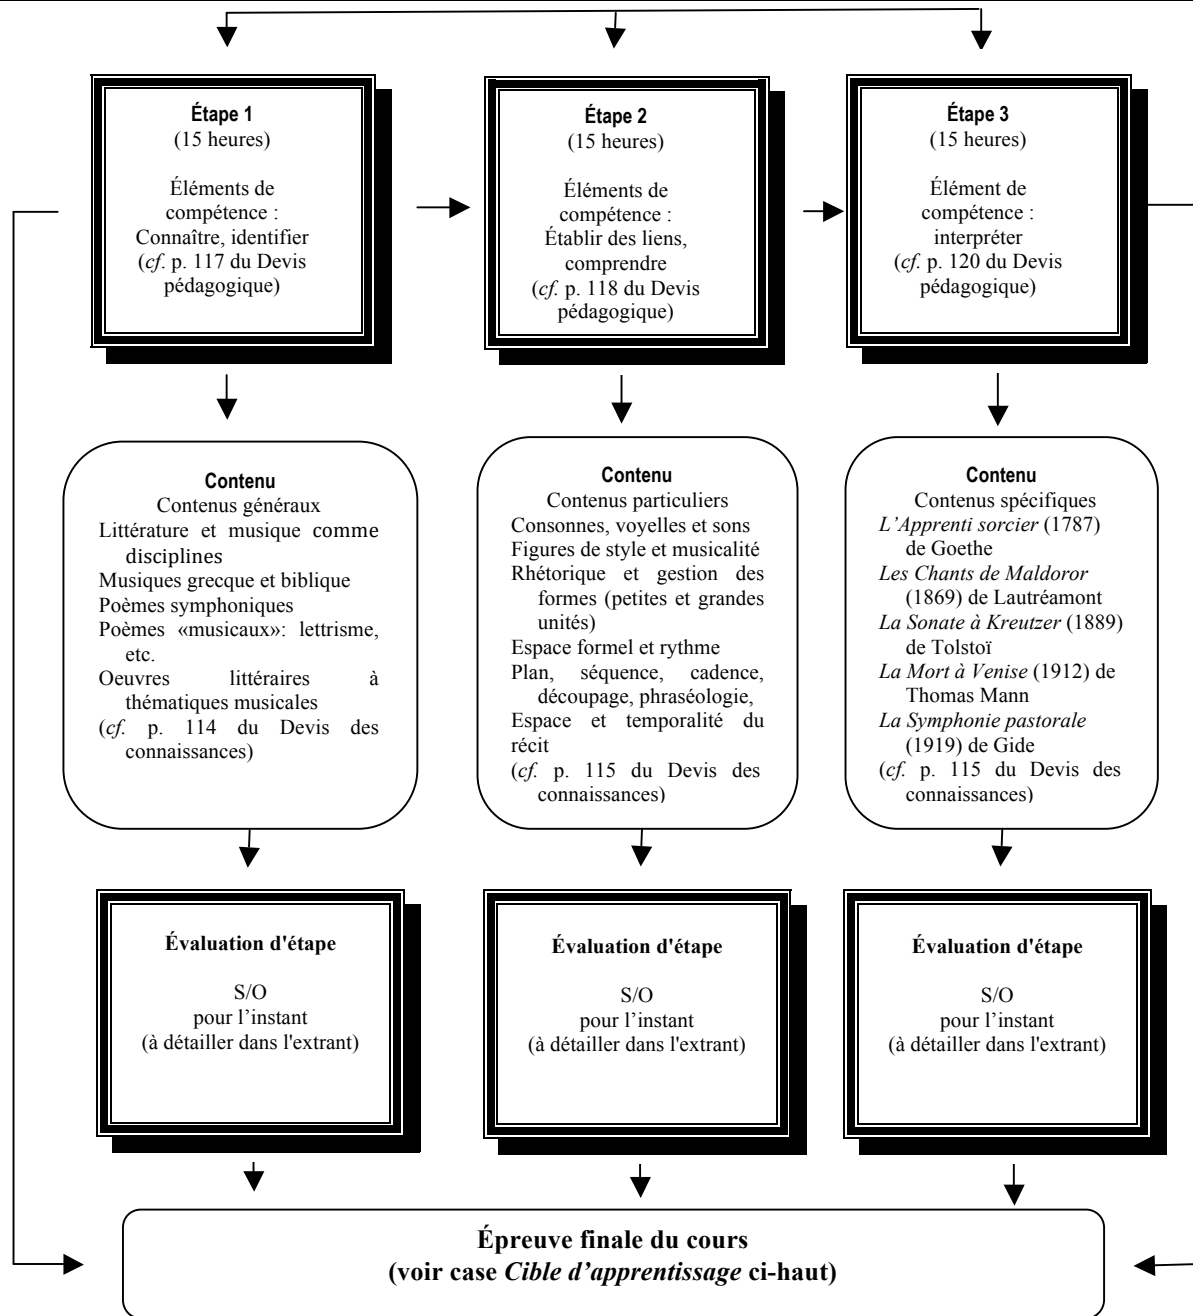 Étape 1
(15 heures)
Éléments de
compétence :
Connaître, identifier
(cf. p. 117 du Devis
pédagogique)
Étape 2
(15 heures)
Éléments de
compétence :
Établir des liens,
comprendre
(cf. p. 118 du Devis
pédagogique)
Étape 3
(15 heures)
Élément de
compétence :
interpréter
(cf. p. 120 du Devis
pédagogique)
Contenu
Contenus généraux
Littérature et musique comme
disciplines
Musiques grecque et biblique
Poèmes symphoniques
Poèmes «musicaux»: lettrisme,
etc.
Oeuvres littéraires à
thématiques musicales
(cf. p. 114 du Devis des
connaissances)
Contenu
Contenus particuliers
Consonnes, voyelles et sons
Figures de style et musicalité
Rhétorique et gestion des
formes (petites et grandes
unités)
Espace formel et rythme
Plan, séquence, cadence,
découpage, phraséologie,
Espace et temporalité du
récit
(cf. p. 115 du Devis des
connaissances)
Contenu
Contenus spécifiques
L'Apprenti sorcier (1787)
de Goethe
Les Chants de Maldoror
(1869) de Lautréamont
La Sonate à Kreutzer (1889)
de Tolstoï
La Mort à Venise (1912) de
Thomas Mann
La Symphonie pastorale
(1919) de Gide
(cf. p. 115 du Devis des
connaissances)
Évaluation d'étape
S/O
pour l’instant
(à détailler dans l'extrant)
Évaluation d'étape
S/O
pour l’instant
(à détailler dans l'extrant)
Évaluation d'étape
S/O
pour l’instant
(à détailler dans l'extrant)
Épreuve finale du cours
(voir case Cible d’apprentissage ci-haut)